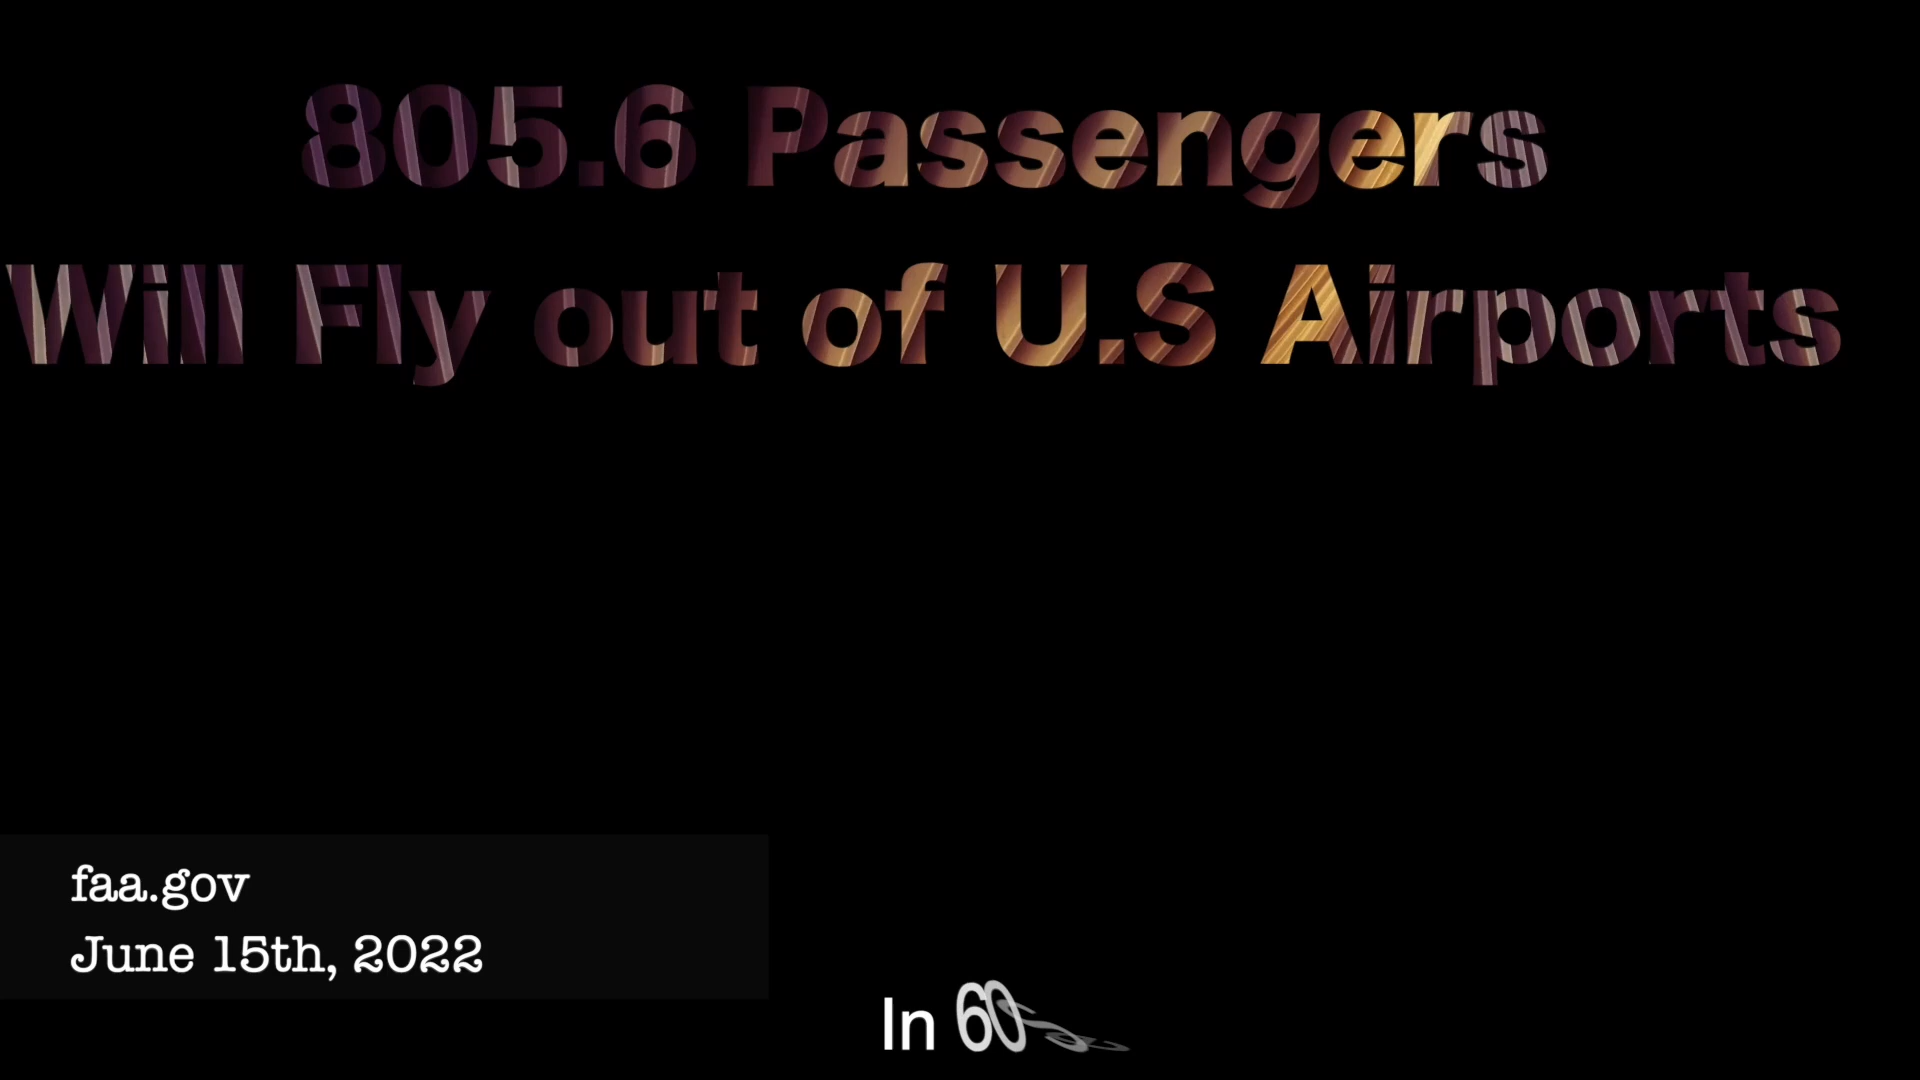 805.6 Passengers
Will Fly out of U.S Airports
faa.gov
June 15th, 2022
In 60